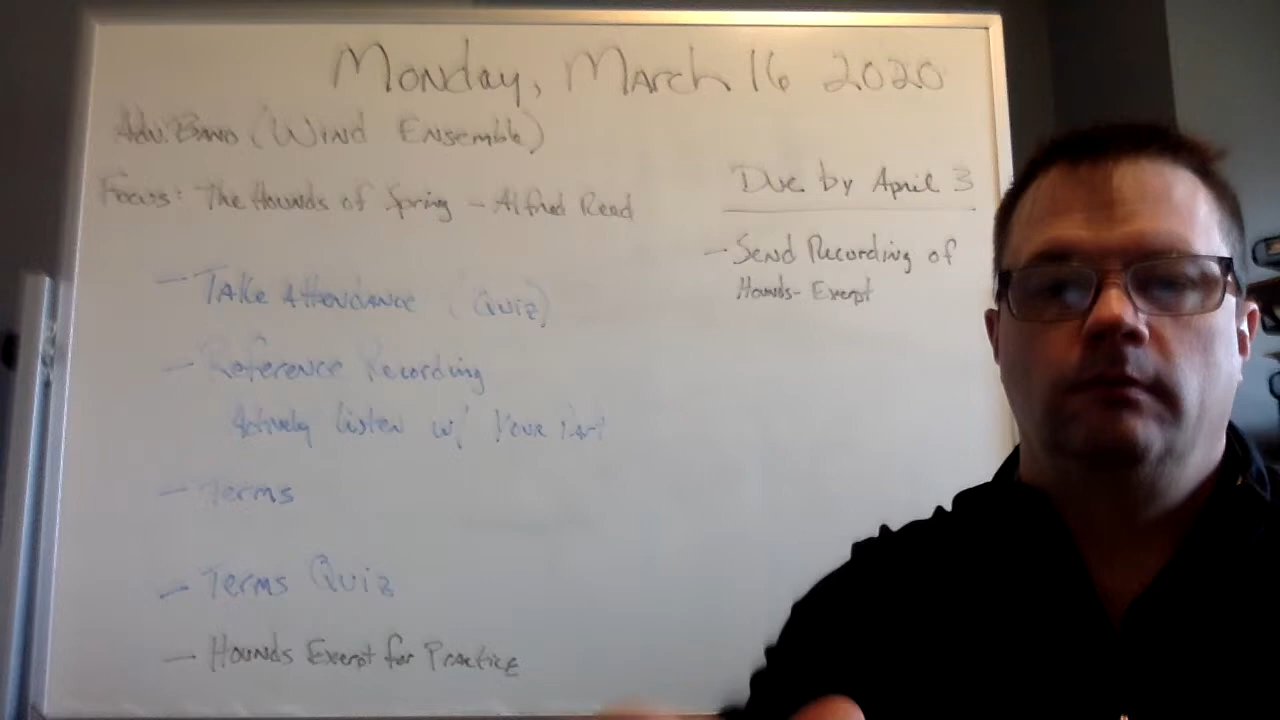 Monday, March 16 2020
Adv. Band (Wind Ensemble)
Focus: The Hounds of Spring - Alfred Reed
- Take Attendance (Quiz)
- Reference Recording
Actively listen w/ Your Part
- Terms
- Terms Quiz
- Hounds Exerpt for Practice
Due by April 3
- Send Recording of
Hounds- Exerpt